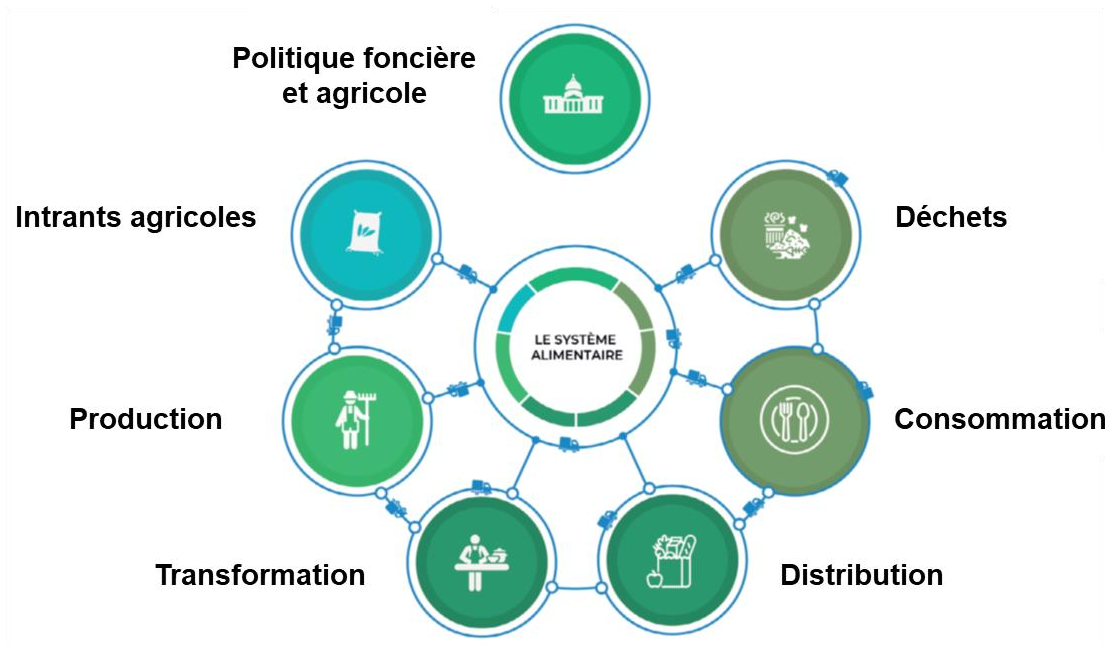 Politique foncière
et agricole
Intrants agricoles
Déchets
LE SYSTÈME
ALIMENTAIRE
Production
Consommation
Transformation
Distribution